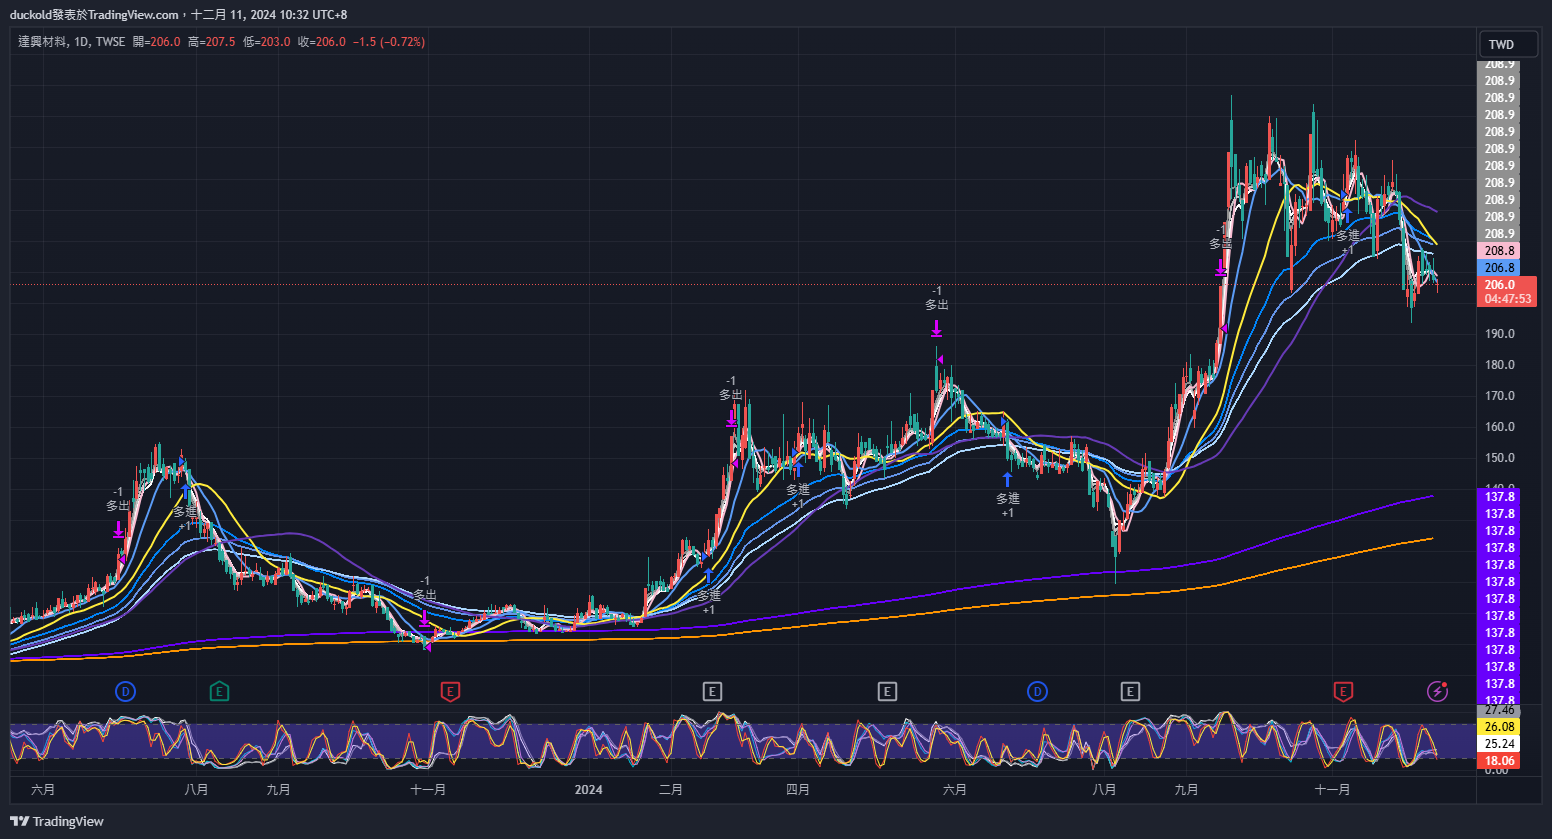 duckold發表於TradingView.com，十二月 11, 2024 10:32 UTC+8
達興材料, 1D, TWSE 開=206.0 高=207.5 低=203.0 收=206.0 −1.5 (−0.72%)
TWD
208.9
208.9
208.9
208.9
208.9
208.9
208.9
208.9
208.9
208.9
208.9
208.8
206.8
206.0
04:47:53
190.0
180.0
170.0
160.0
150.0
140.0
137.8
137.8
137.8
137.8
137.8
137.8
137.8
137.8
137.8
137.8
137.8
137.8
137.8
-1
多出
多進
+1
-1
多出
-1
多出
多進
+1
多進
+1
-1
多出
多進
+1
-1
多出
多進
+1
D
E
E
E
E
D
E
E
27.46
26.08
25.24
18.06
0.00
六月
八月
九月
十一月
2024
二月
四月
六月
八月
九月
十一月
TradingView